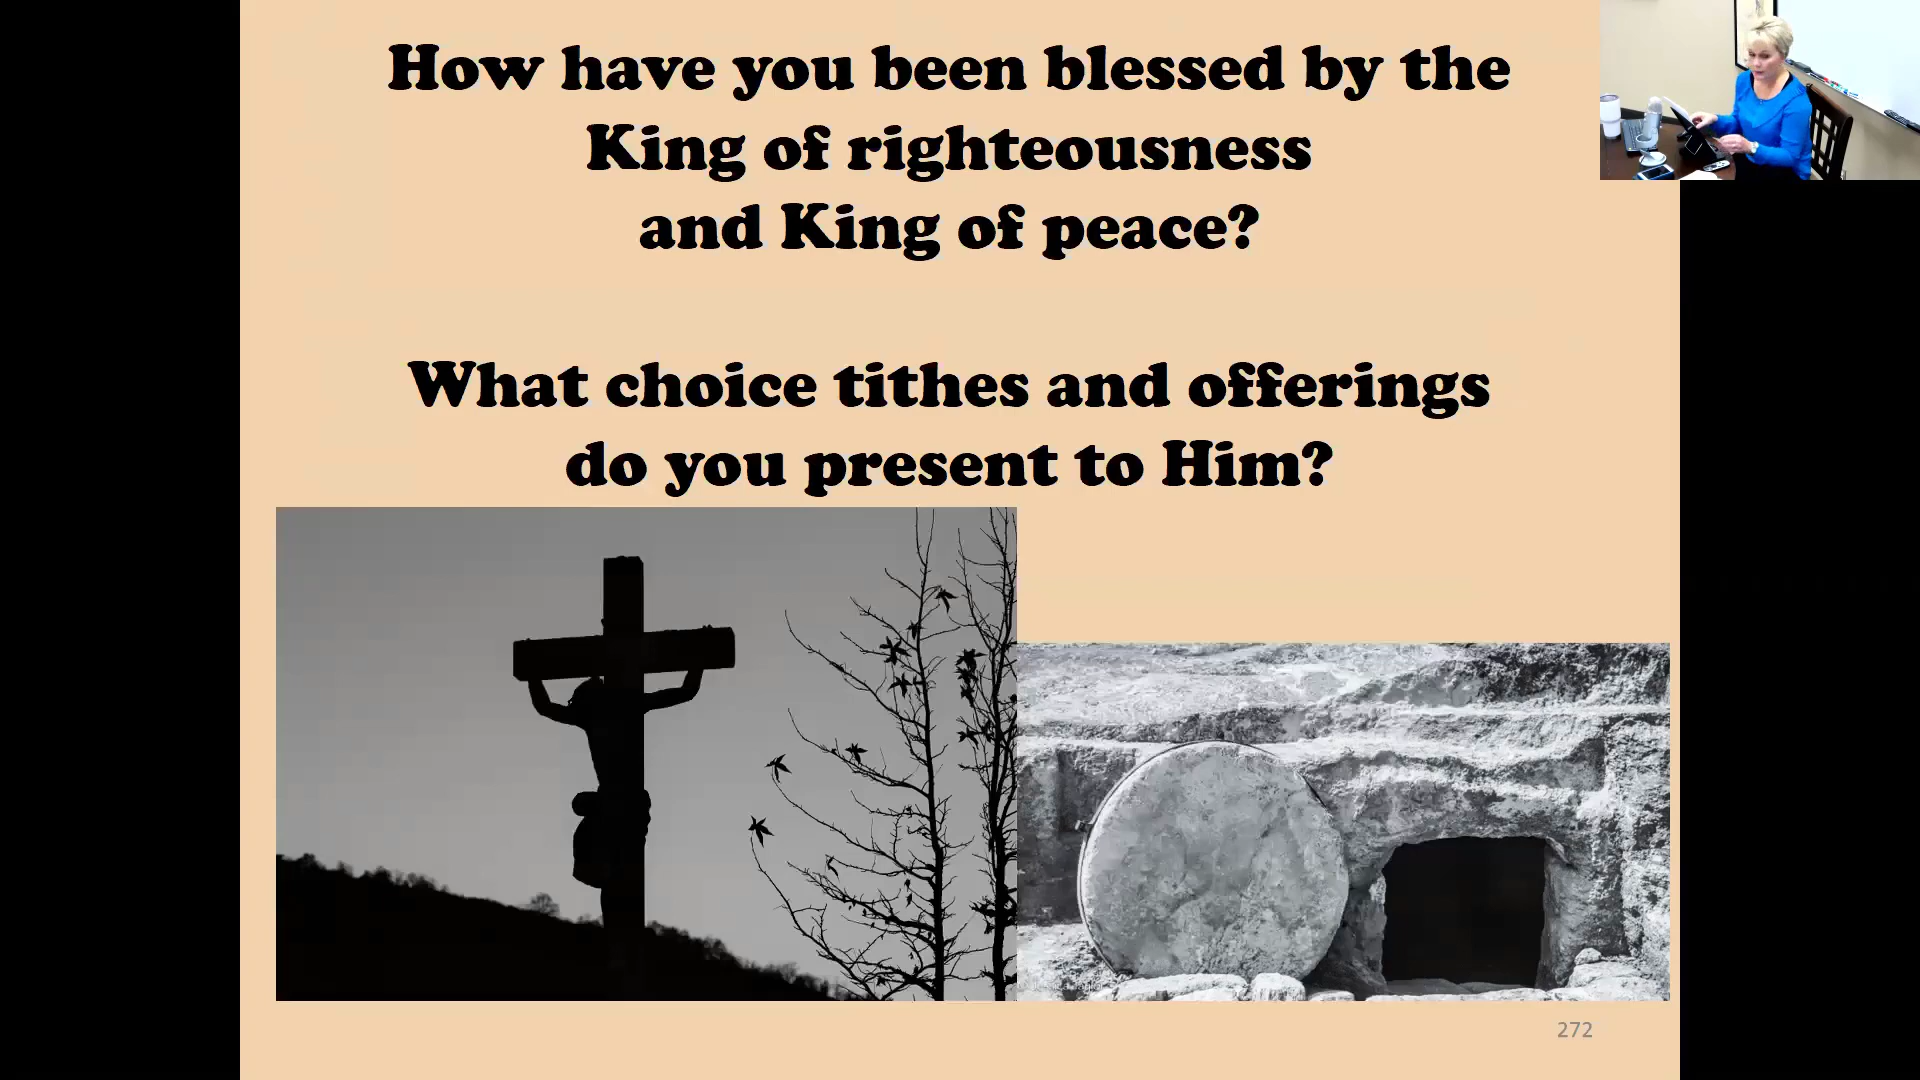 How have you been blessed by the
King of righteousness
and King of peace?
What choice tithes and offerings
do you present to Him?
272